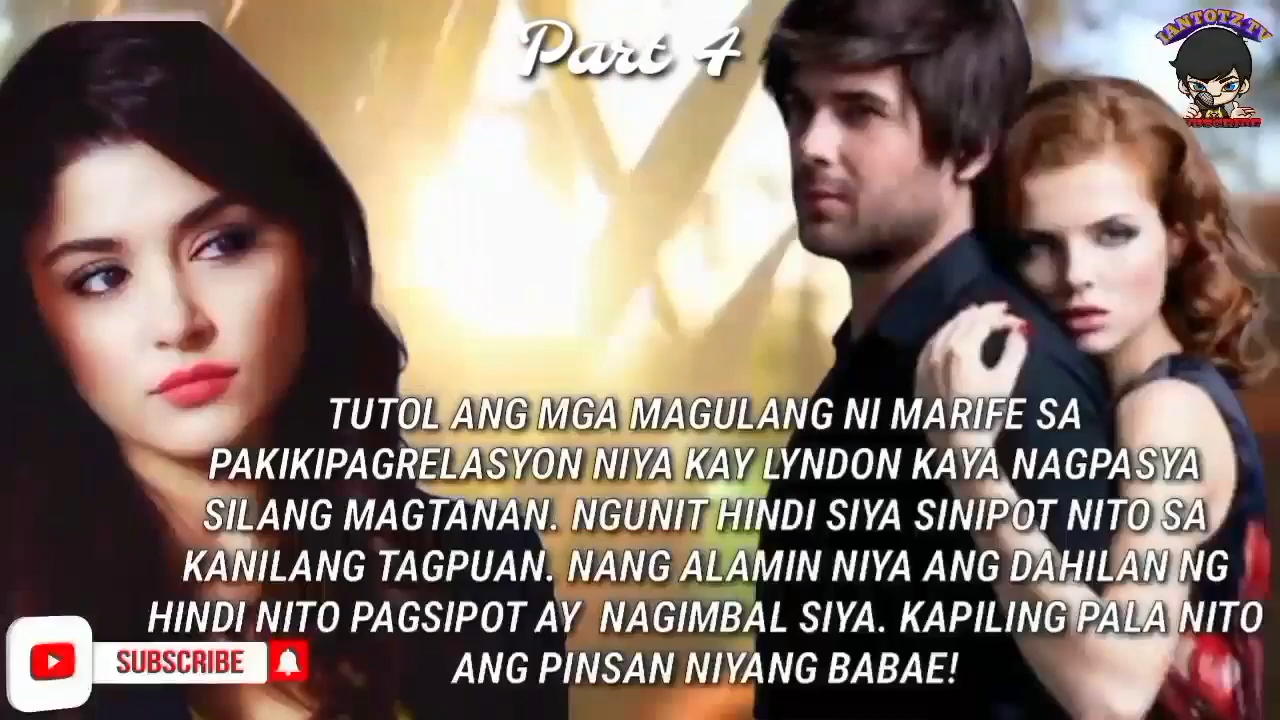 Part 4
IANTOTZ TV
SUBSCRIBE
TUTOL ANG MGA MAGULANG NI MARIFE SA
PAKIKIPAGRELASYON NIYA KAY LYNDON KAYA NAGPASYA
SILANG MAGTANAN. NGUNIT HINDI SIYA SINIPOT NITO SA
KANILANG TAGPUAN. NANG ALAMIN NIYA ANG DAHILAN NG
HINDI NITO PAGSIPOT AY NAGIMBAL SIYA. KAPILING PALA NITO
ANG PINSAN NIYANG BABAE!
SUBSCRIBE